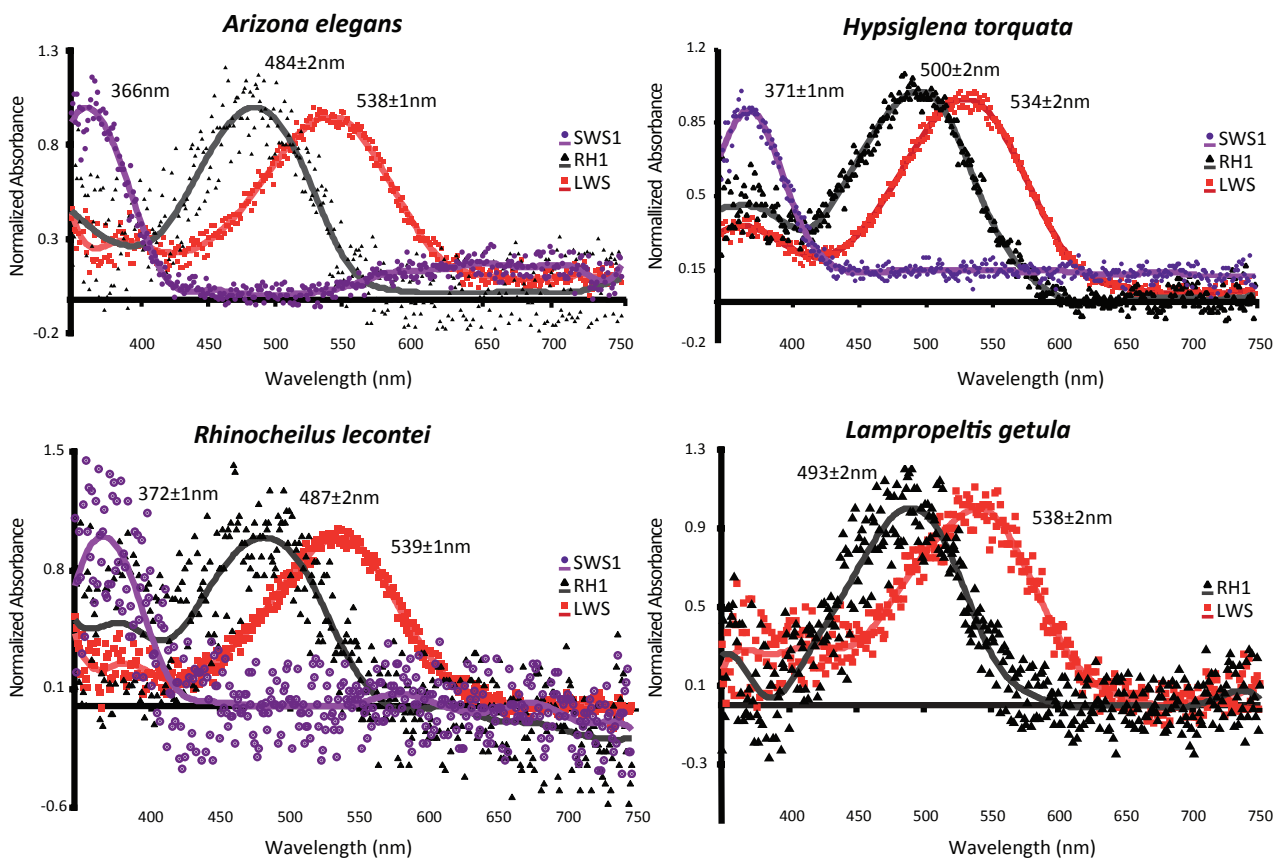 Arizona elegans
1.3
0.8
0.3
-0.2
Normalized Absorbance
366nm
484±2nm
538±1nm
SWS1
RH1
LWS
400 450 500 550 600 650 700 750
Wavelength (nm)
Hypsiglena torquata
1.2
0.85
0.5
0.15
-0.2
Normallized Absorbance
371±1nm
500±2nm
534±2nm
SWS1
RH1
LWS
400 450 500 550 600 650 700 750
Wavelength (nm)
Rhinocheilus lecontei
1.5
0.8
0.1
-0.6
Normalized Absorbance
372±1nm
487±2nm
539±1nm
SWS1
RH1
LWS
400 450 500 550 600 650 700 750
Wavelength (nm)
Lampropeltis getula
1.3
0.9
0.5
0.1
-0.3
Normalized Absorbance
493±2nm
538±2nm
RH1
LWS
400 450 500 550 600 650 700 750
Wavelength (nm)